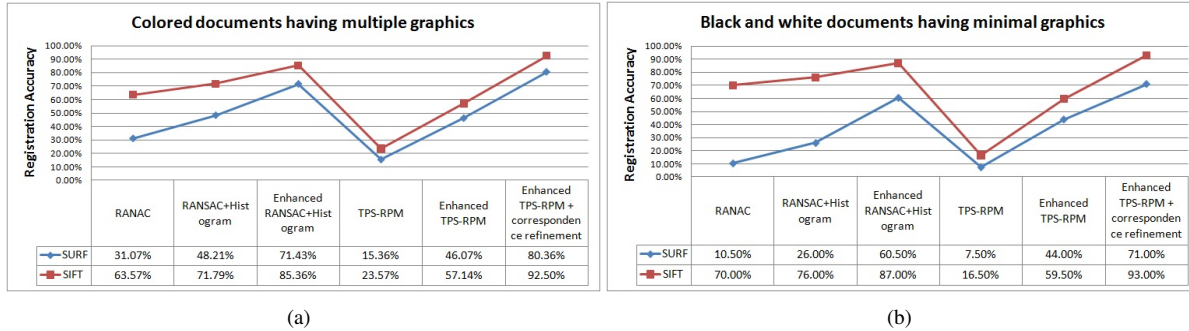 Colored documents having multiple graphics
Registration Accuracy
100.00%
90.00%
80.00%
70.00%
60.00%
50.00%
40.00%
30.00%
20.00%
10.00%
0.00%
RANAC
RANSAC+Hist
ogram
Enhanced
RANSAC+Hist
ogram
TPS-RPM
Enhanced
TPS-RPM
Enhanced
TPS-RPM +
corresponden
ce refinement
SURF 31.07% 48.21% 71.43% 15.36% 46.07% 80.36%
SIFT 63.57% 71.79% 85.36% 23.57% 57.14% 92.50%
(a)
Black and white documents having minimal graphics
Registration Accuracy
100.00%
90.00%
80.00%
70.00%
60.00%
50.00%
40.00%
30.00%
20.00%
10.00%
0.00%
RANAC
RANSAC+Hist
ogram
Enhanced
RANSAC+Hist
ogram
TPS-RPM
Enhanced
TPS-RPM
Enhanced
TPS-RPM +
corresponden
ce refinement
SURF 10.50% 26.00% 60.50% 7.50% 44.00% 71.00%
SIFT 70.00% 76.00% 87.00% 16.50% 59.50% 93.00%
(b)